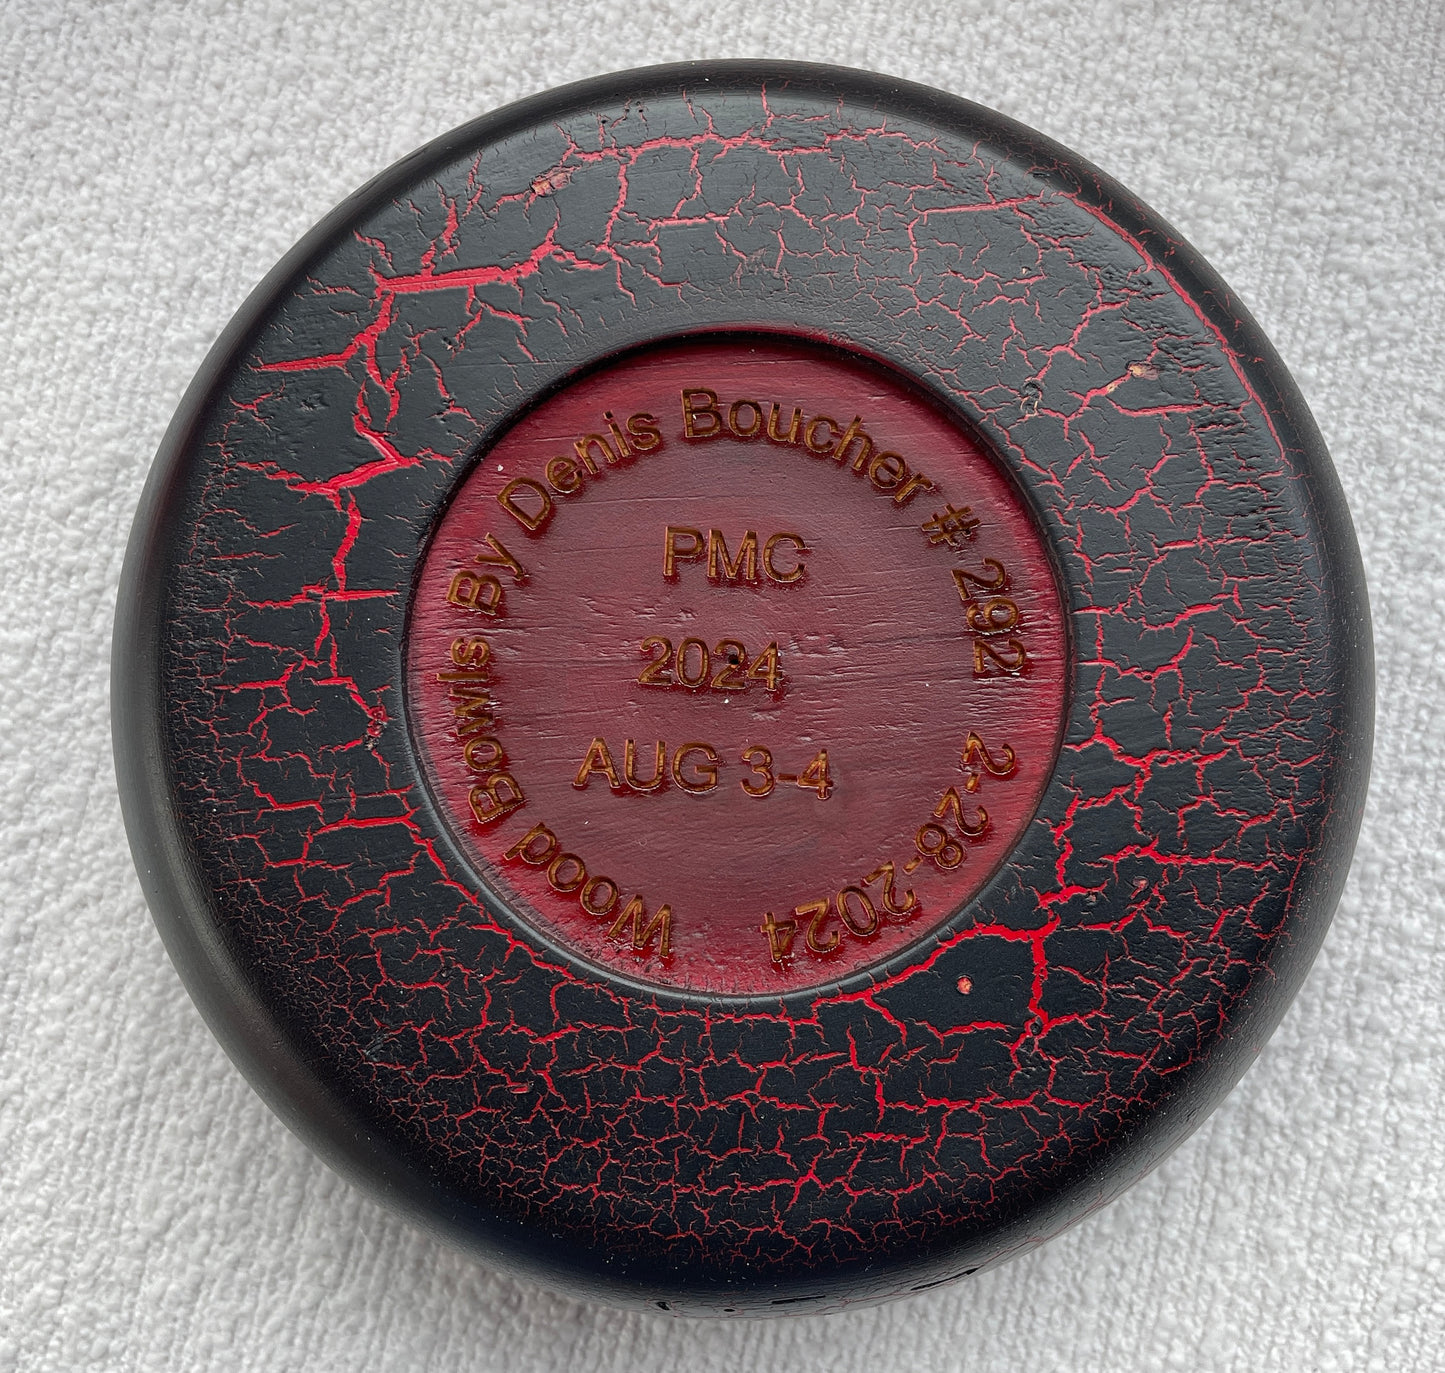 Wood Bowls By Denis Boucher # 292 2-28-2024
PMC
2024
AUG 3-4